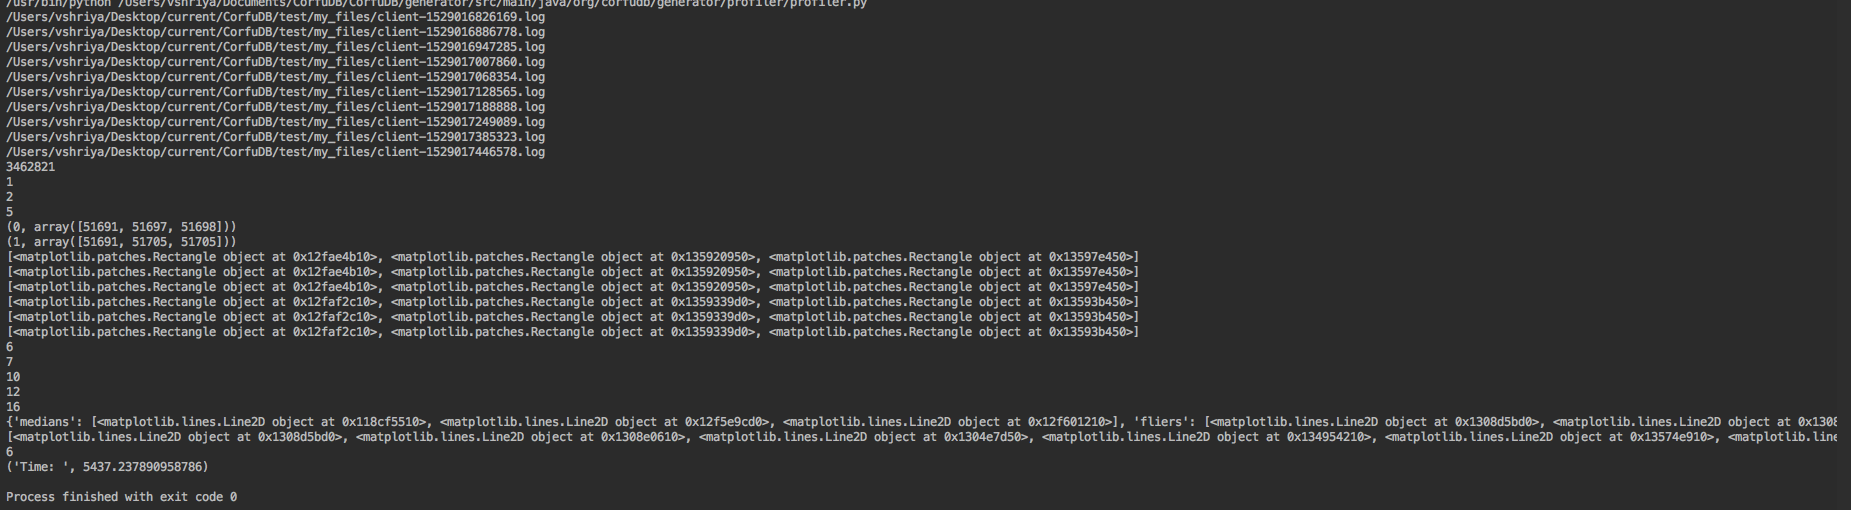 /usr/bin/python /Users/vshriya/Documents/CorfuDB/CorfuDB/generator/src/main/java/org/corfudb/generator/profiler/profiler.py
/Users/vshriya/Desktop/current/CorfuDB/test/my_files/client-1529016826169.log
/Users/vshriya/Desktop/current/CorfuDB/test/my_files/client-1529016886778.log
/Users/vshriya/Desktop/current/CorfuDB/test/my_files/client-1529016947285.log
/Users/vshriya/Desktop/current/CorfuDB/test/my_files/client-1529017007860.log
/Users/vshriya/Desktop/current/CorfuDB/test/my_files/client-1529017068354.log
/Users/vshriya/Desktop/current/CorfuDB/test/my_files/client-1529017128565.log
/Users/vshriya/Desktop/current/CorfuDB/test/my_files/client-1529017188888.log
/Users/vshriya/Desktop/current/CorfuDB/test/my_files/client-1529017249089.log
/Users/vshriya/Desktop/current/CorfuDB/test/my_files/client-1529017385323.log
/Users/vshriya/Desktop/current/CorfuDB/test/my_files/client-1529017446578.log
3462821
1
2
5
(0, array([51691, 51697, 51698]))
(1, array([51691, 51705, 51705]))
[<matplotlib.patches.Rectangle object at 0x12fae4b10>, <matplotlib.patches.Rectangle object at 0x135920950>, <matplotlib.patches.Rectangle object at 0x13597e450>]
[<matplotlib.patches.Rectangle object at 0x12fae4b10>, <matplotlib.patches.Rectangle object at 0x135920950>, <matplotlib.patches.Rectangle object at 0x13597e450>]
[<matplotlib.patches.Rectangle object at 0x12fae4b10>, <matplotlib.patches.Rectangle object at 0x135920950>, <matplotlib.patches.Rectangle object at 0x13597e450>]
[<matplotlib.patches.Rectangle object at 0x12faf2c10>, <matplotlib.patches.Rectangle object at 0x1359339d0>, <matplotlib.patches.Rectangle object at 0x13593b450>]
[<matplotlib.patches.Rectangle object at 0x12faf2c10>, <matplotlib.patches.Rectangle object at 0x1359339d0>, <matplotlib.patches.Rectangle object at 0x13593b450>]
[<matplotlib.patches.Rectangle object at 0x12faf2c10>, <matplotlib.patches.Rectangle object at 0x1359339d0>, <matplotlib.patches.Rectangle object at 0x13593b450>]
6
7
10
12
16
{'medians': [<matplotlib.lines.Line2D object at 0x118cf5510>, <matplotlib.lines.Line2D object at 0x12f5e9cd0>, <matplotlib.lines.Line2D object at 0x12f601210>], 'fliers': [<matplotlib.lines.Line2D object at 0x1308d5bd0>, <matplotlib.lines.Line2D object at 0x1308
[<matplotlib.lines.Line2D object at 0x1308d5bd0>, <matplotlib.lines.Line2D object at 0x1308e0610>, <matplotlib.lines.Line2D object at 0x1304e7d50>, <matplotlib.lines.Line2D object at 0x134954210>, <matplotlib.lines.Line2D object at 0x13574e910>, <matplotlib.line
6
('Time: ', 5437.237890958786)
Process finished with exit code 0